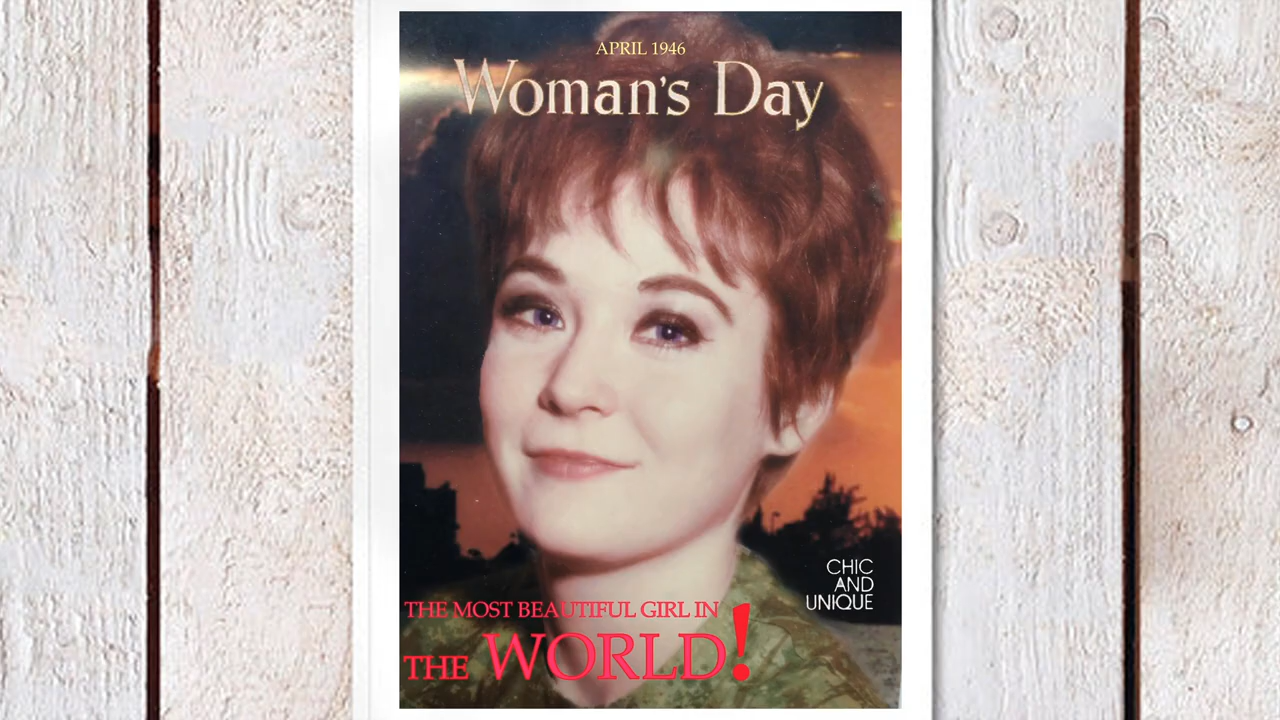 APRIL 1946
Woman's Day
CHIC
AND
UNIQUE
THE MOST BEAUTIFUL GIRL IN
THE WORLD!